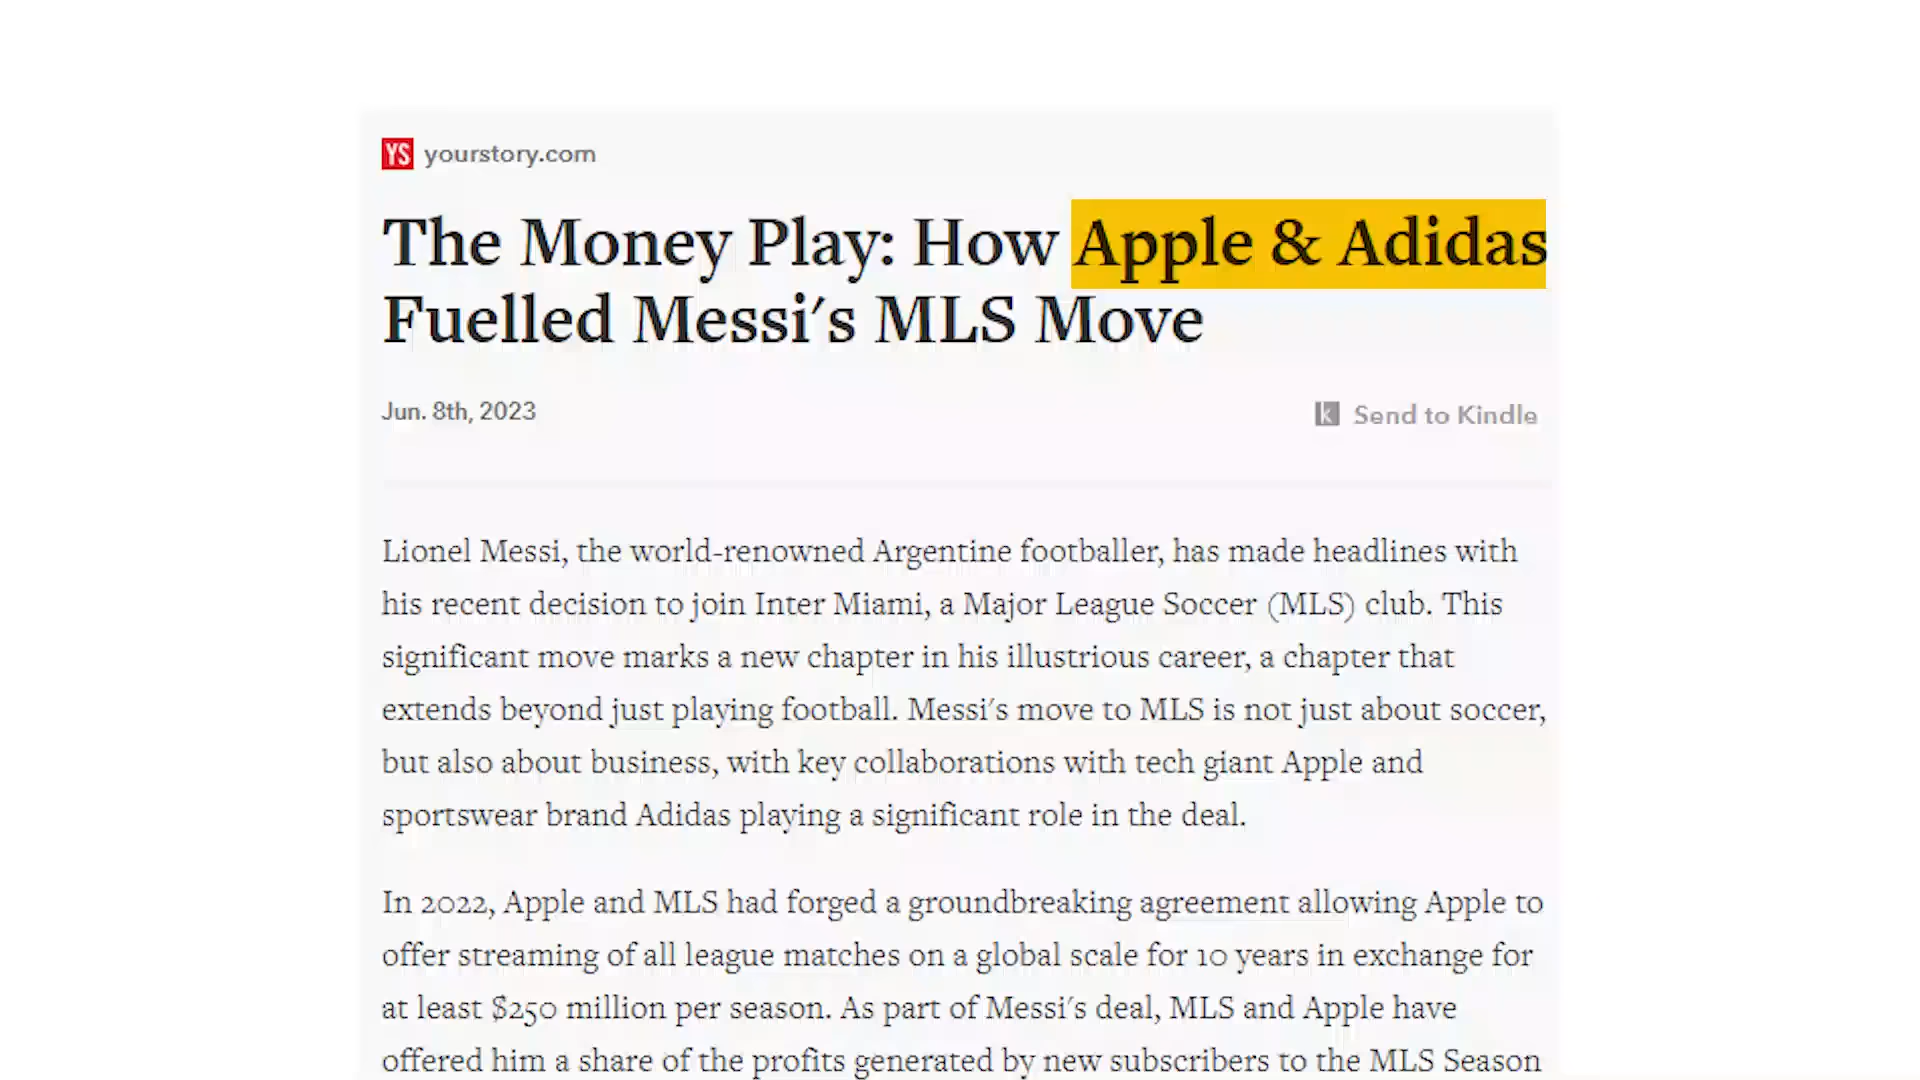 YS yourstory.com
The Money Play: How Apple & Adidas
Fuelled Messi's MLS Move
Jun. 8th, 2023
k Send to Kindle
Lionel Messi, the world-renowned Argentine footballer, has made headlines with
his recent decision to join Inter Miami, a Major League Soccer (MLS) club. This
significant move marks a new chapter in his illustrious career, a chapter that
extends beyond just playing football. Messi's move to MLS is not just about soccer,
but also about business, with key collaborations with tech giant Apple and
sportswear brand Adidas playing a significant role in the deal.
In 2022, Apple and MLS had forged a groundbreaking agreement allowing Apple to
offer streaming of all league matches on a global scale for 10 years in exchange for
at least $250 million per season. As part of Messi's deal, MLS and Apple have
offered him a share of the profits generated by new subscribers to the MLS Season